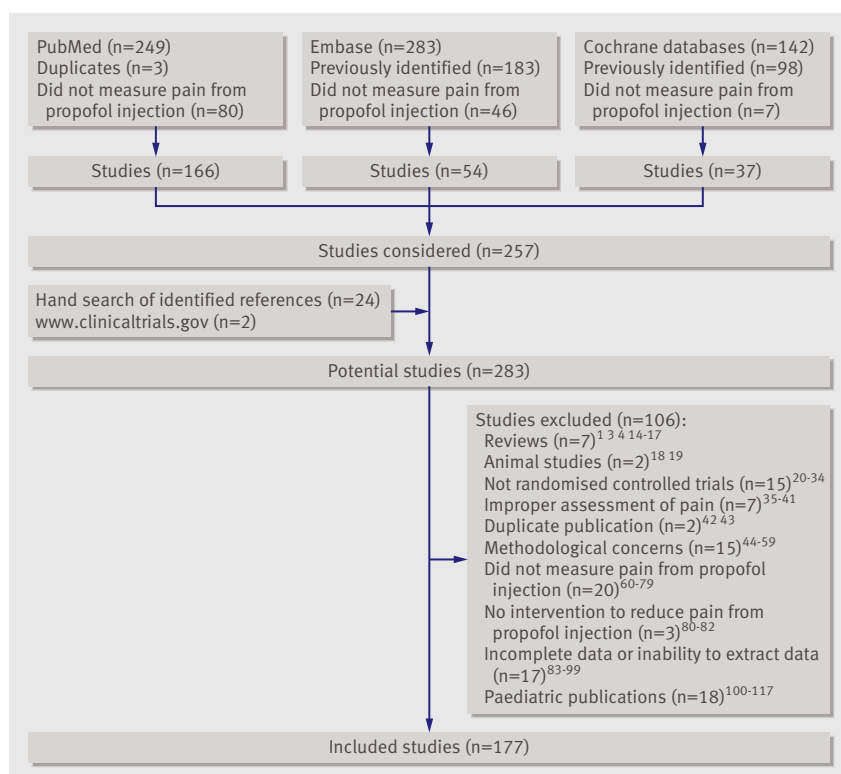 PubMed (n=249)
Duplicates (n=3)
Did not measure pain from
propofol injection (n=80)
Embase (n=283)
Previously identified (n=183)
Did not measure pain from
propofol injection (n=46)
Cochrane databases (n=142)
Previously identified (n=98)
Did not measure pain from
propofol injection (n=7)
Studies (n=166)
Studies (n=54)
Studies (n=37)
Studies considered (n=257)
Hand search of identified references (n=24)
www.clinicaltrials.gov (n=2)
Potential studies (n=283)
Studies excluded (n=106):
Reviews (n=7)1 3 4 14-17
Animal studies (n=2)18 19
Not randomised controlled trials (n=15)20-34
Improper assessment of pain (n=7)35-41
Duplicate publication (n=2)42 43
Methodological concerns (n=15)44-59
Did not measure pain from propofol
injection (n=20)60-79
No intervention to reduce pain from
propofol injection (n=3)80-82
Incomplete data or inability to extract data
(n=17)83-99
Paediatric publications (n=18)100-117
Included studies (n=177)